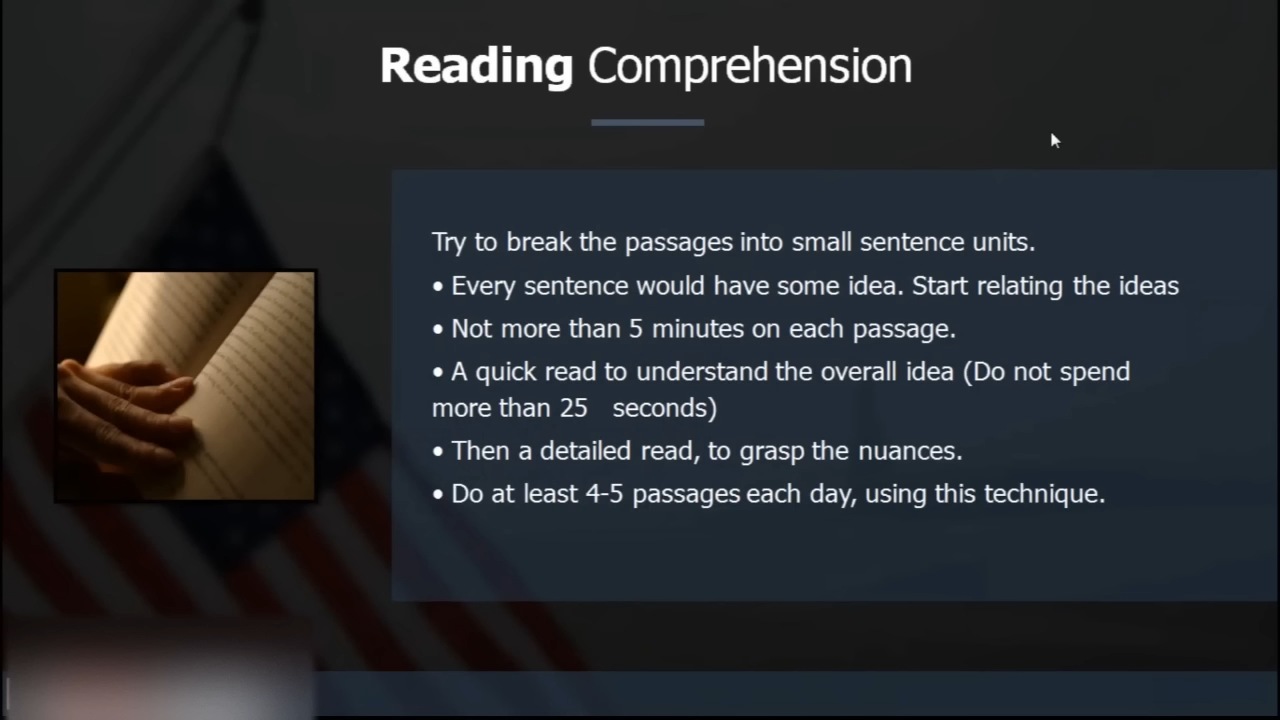 Reading Comprehension
Try to break the passages into small sentence units.
• Every sentence would have some idea. Start relating the ideas
• Not more than 5 minutes on each passage.
• A quick read to understand the overall idea (Do not spend
more than 25 seconds)
• Then a detailed read, to grasp the nuances.
• Do at least 4-5 passages each day, using this technique.